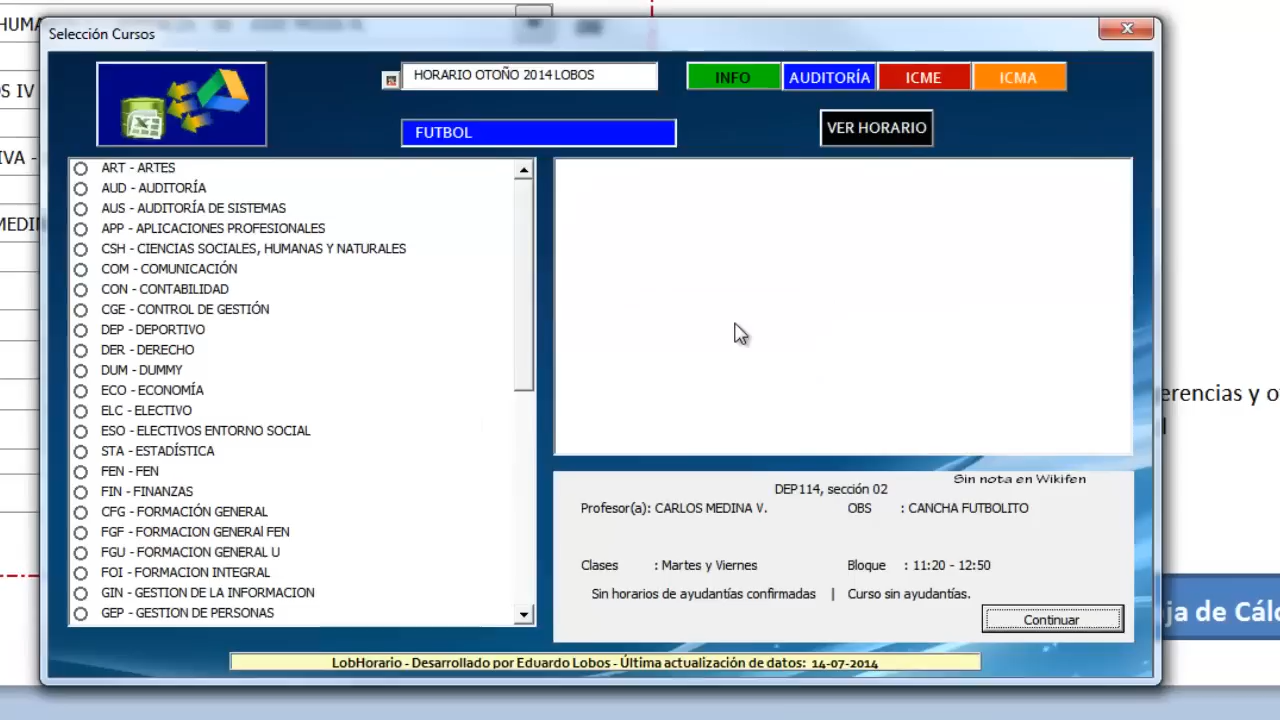 Selección Cursos
HORARIO OTOÑO 2014 LOBOS
INFO
AUDITORÍA
ICME
ICMA
FUTBOL
VER HORARIO
OS IV
IVA -
ART - ARTES
AUD - AUDITORÍA
AUS - AUDITORÍA DE SISTEMAS
APP - APLICACIONES PROFESIONALES
CSH - CIENCIAS SOCIALES, HUMANAS Y NATURALES
COM - COMUNICACIÓN
CON - CONTABILIDAD
CGE - CONTROL DE GESTIÓN
DEP - DEPORTIVO
DER - DERECHO
DUM - DUMMY
ECO - ECONOMÍA
ELC - ELECTIVO
ESO - ELECTIVOS ENTORNO SOCIAL
STA - ESTADÍSTICA
FEN - FEN
FIN - FINANZAS
CFG - FORMACIÓN GENERAL
FGF - FORMACION GENERAl FEN
FGU - FORMACION GENERAL U
FOI - FORMACION INTEGRAL
GIN - GESTION DE LA INFORMACION
GEP - GESTION DE PERSONAS
Sin nota en Wikifen
DEP114, sección 02
Profesor(a): CARLOS MEDINA V. OBS : CANCHA FUTBOLITO
Clases : Martes y Viernes Bloque : 11:20 - 12:50
Sin horarios de ayudantías confirmadas | Curso sin ayudantías.
Continuar
LobHorario - Desarrollado por Eduardo Lobos - Última actualización de datos: 14-07-2014
erencias y o
ja de Cálc